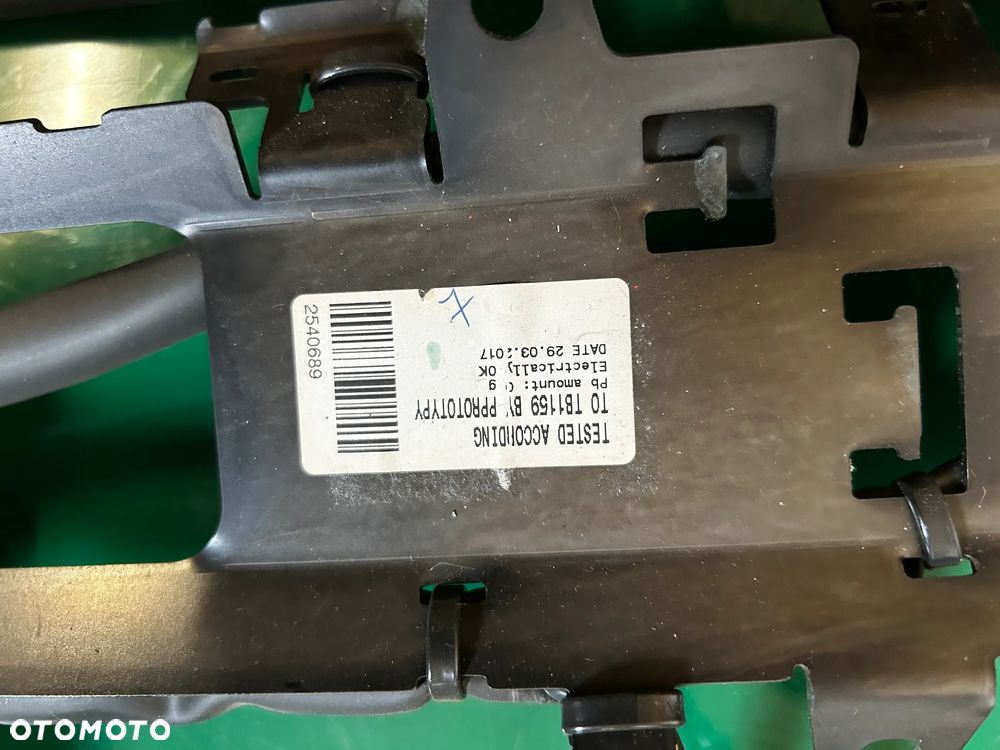 TESTED ACCORDING
TO TB1159 BY PPROTOTYPY
Pb amount: 0 g
Electrically OK
DATE 29.03.2017
2540689
X
OTOMOTO